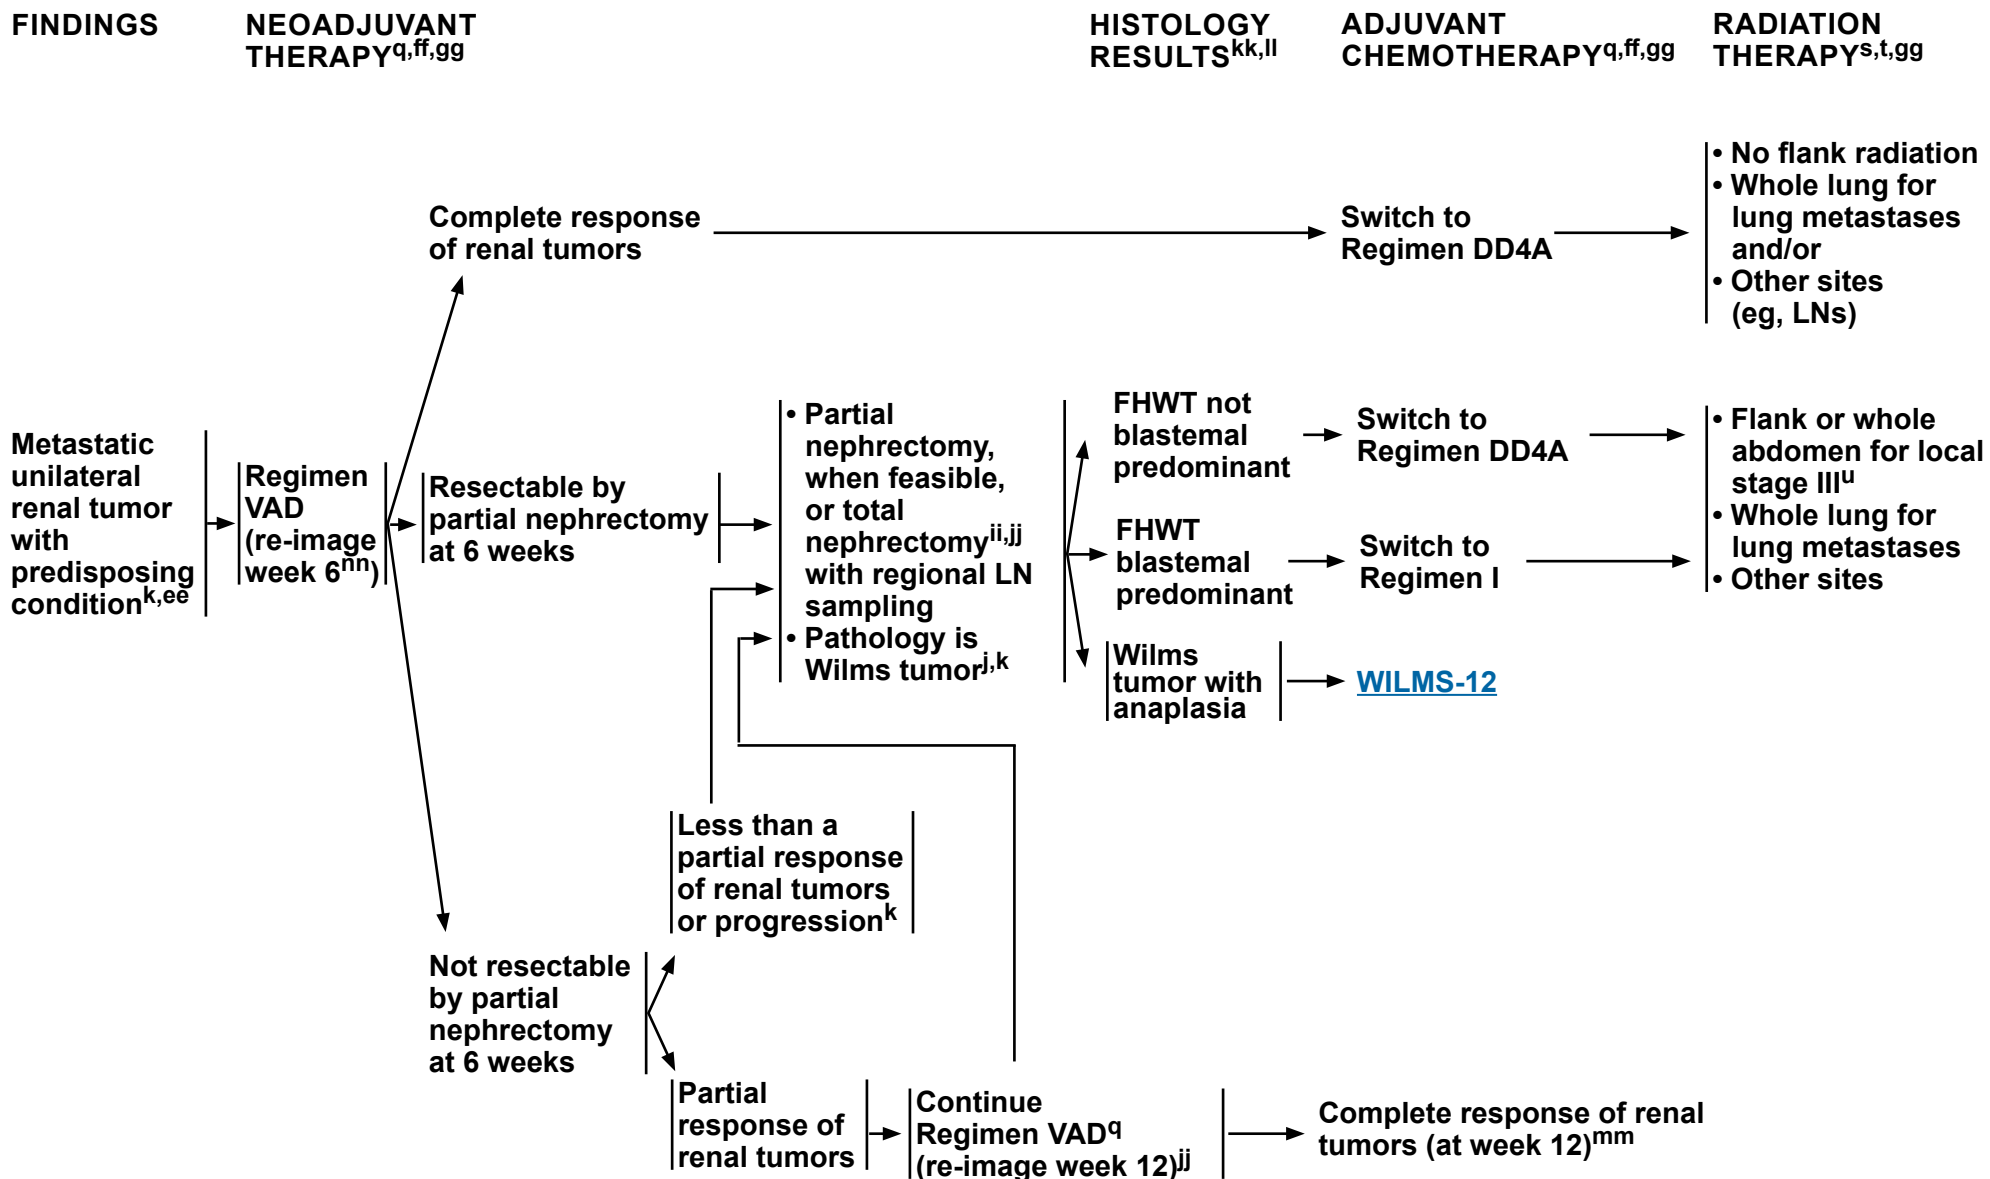 FINDINGS
NEOADJUVANT
THERAPYq,ff,gg
HISTOLOGY
RESULTSkk,ll
ADJUVANT
CHEMOTHERAPYq,ff,gg
RADIATION
THERAPYs,t,gg
Metastatic
unilateral
renal tumor
with
predisposing
conditionk,ee
Regimen
VAD
(re-image
week 6nn)
Complete response
of renal tumors
Switch to
Regimen DD4A
• No flank radiation
• Whole lung for
lung metastases
and/or
• Other sites
(eg, LNs)
Resectable by
partial nephrectomy
at 6 weeks
• Partial
nephrectomy,
when feasible,
or total
nephrectomyii,jj
with regional LN
sampling
• Pathology is
Wilms tumorj,k
FHWT not
blastemal
predominant
Switch to
Regimen DD4A
FHWT
blastemal
predominant
Switch to
Regimen I
• Flank or whole
abdomen for local
stage IIIu
• Whole lung for
lung metastases
• Other sites
Wilms
tumor with
anaplasia
WILMS-12
Not resectable
by partial
nephrectomy
at 6 weeks
Less than a
partial response
of renal tumors
or progressionk
Partial
response of
renal tumors
Continue
Regimen VADq
(re-image week 12)jj
Complete response of renal
tumors (at week 12)mm